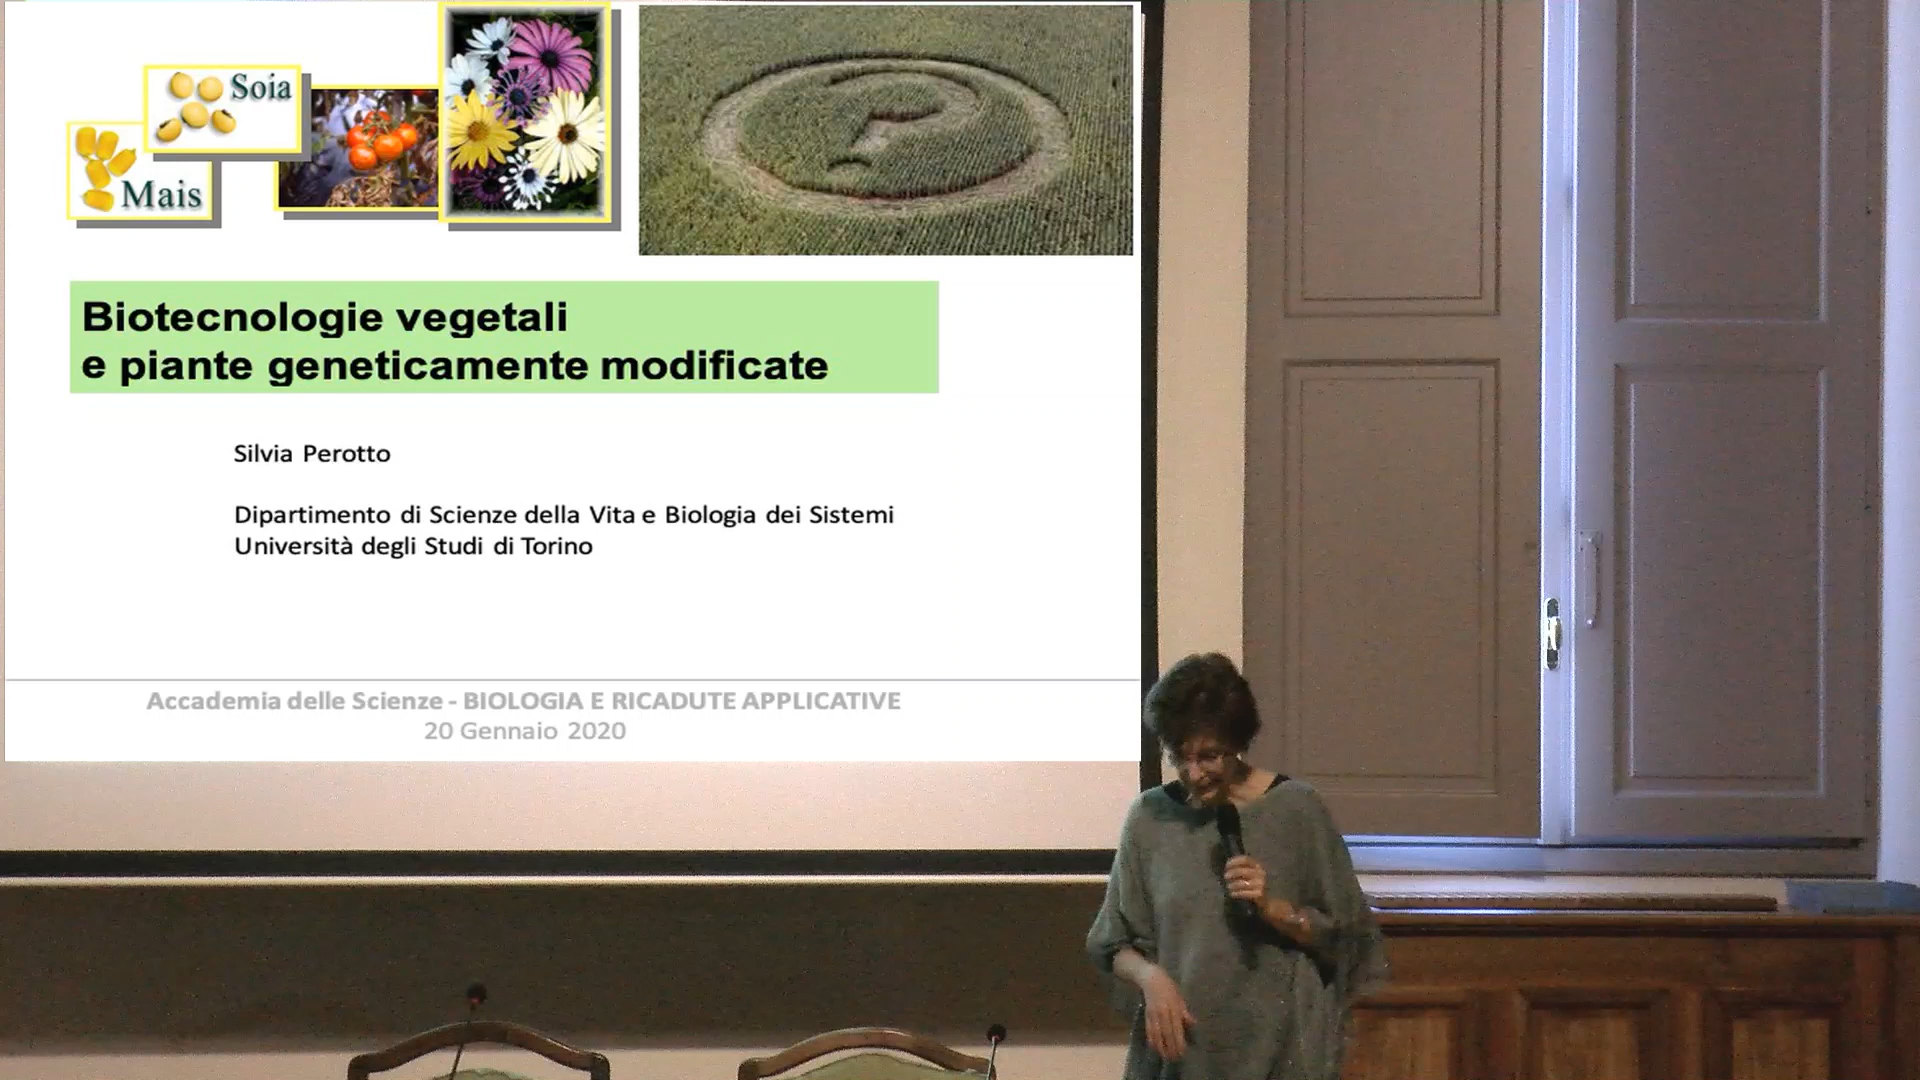 Soia
Mais
Biotecnologie vegetali
e piante geneticamente modificate
Silvia Perotto
Dipartimento di Scienze della Vita e Biologia dei Sistemi
Università degli Studi di Torino
Accademia delle Scienze - BIOLOGIA E RICADUTE APPLICATIVE
20 Gennaio 2020